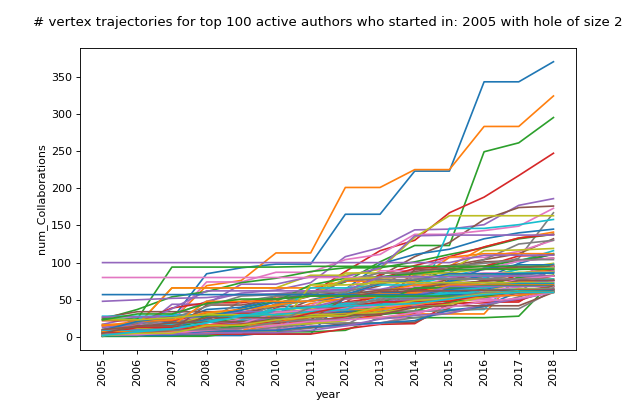 # vertex trajectories for top 100 active authors who started in: 2005 with hole of size 2
num_Collaborations
350
300
250
200
150
100
50
0
2005 2006 2007 2008 2009 2010 2011 2012 2013 2014 2015 2016 2017 2018
year